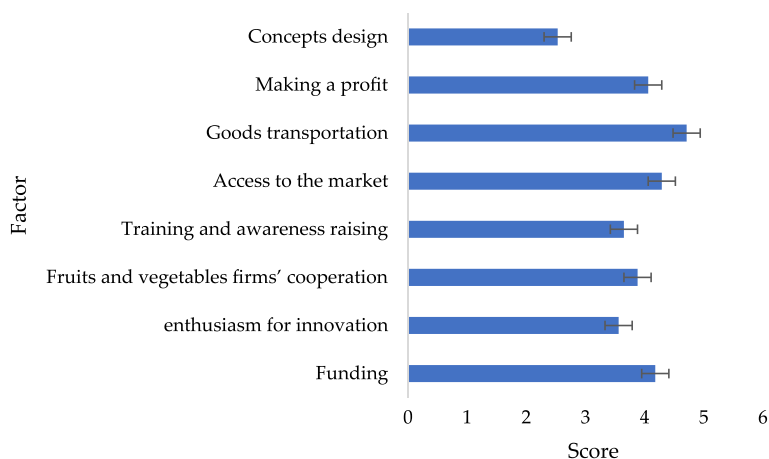 Concepts design
Making a profit
Goods transportation
Access to the market
Training and awareness raising
Fruits and vegetables firms’ cooperation
enthusiasm for innovation
Funding
Factor
0 1 2 3 4 5 6
Score